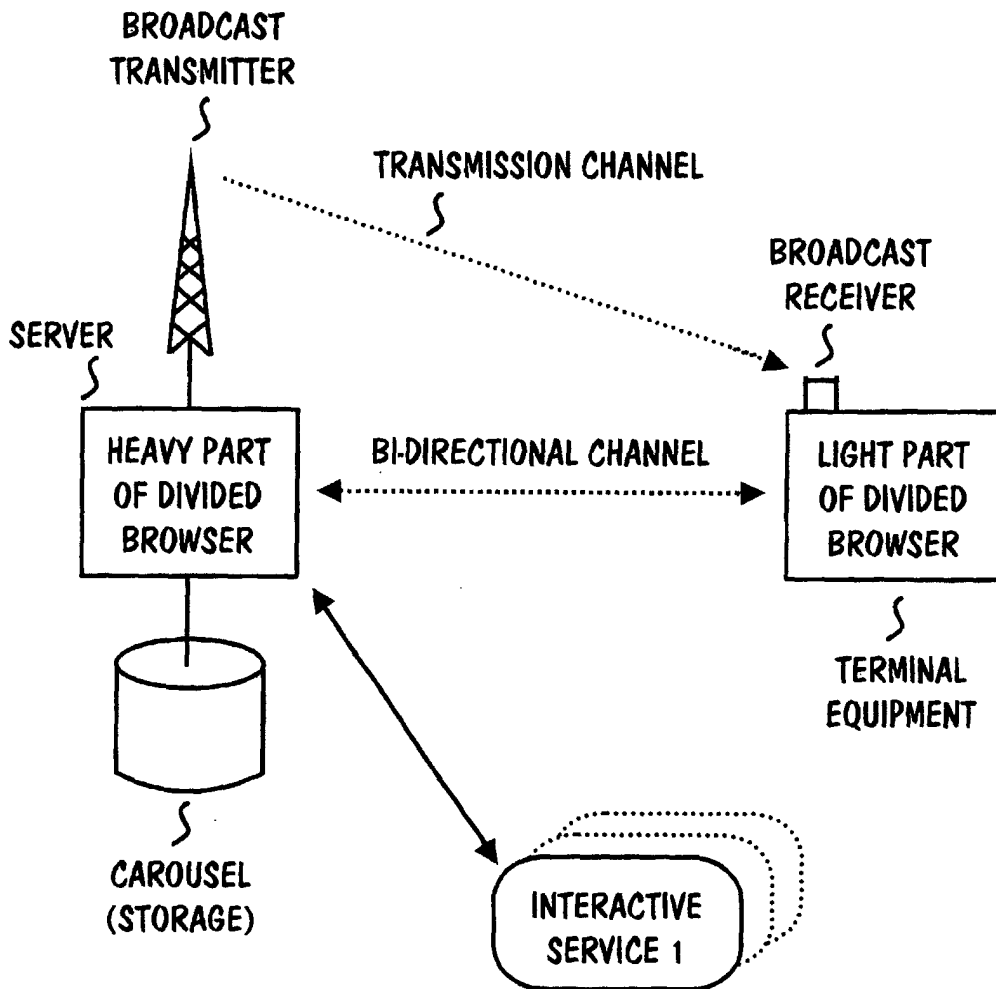 BROADCAST
TRANSMITTER
TRANSMISSION CHANNEL
BROADCAST
RECEIVER
SERVER
HEAVY PART
OF DIVIDED
BROWSER
BI-DIRECTIONAL CHANNEL
LIGHT PART
OF DIVIDED
BROWSER
TERMINAL
EQUIPMENT
CAROUSEL
(STORAGE)
INTERACTIVE
SERVICE 1